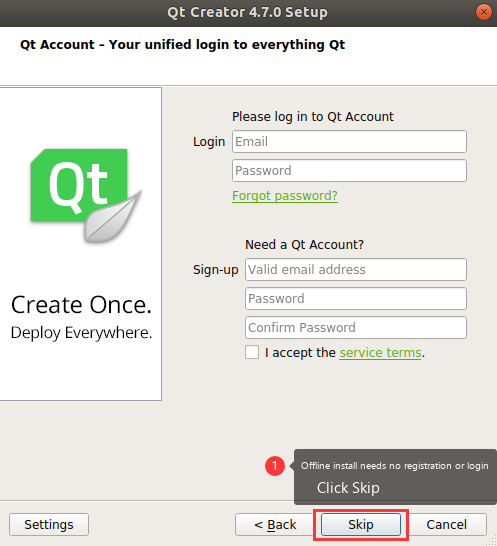 Qt Creator 4.7.0 Setup
Qt Account – Your unified login to everything Qt
Please log in to Qt Account
Login
Email
Password
Forgot password?
Need a Qt Account?
Sign-up
Valid email address
Password
Confirm Password
I accept the service terms.
Qt
Create Once.
Deploy Everywhere.
1
Offline install needs no registration or login
Click Skip
Settings
< Back
Skip
Cancel